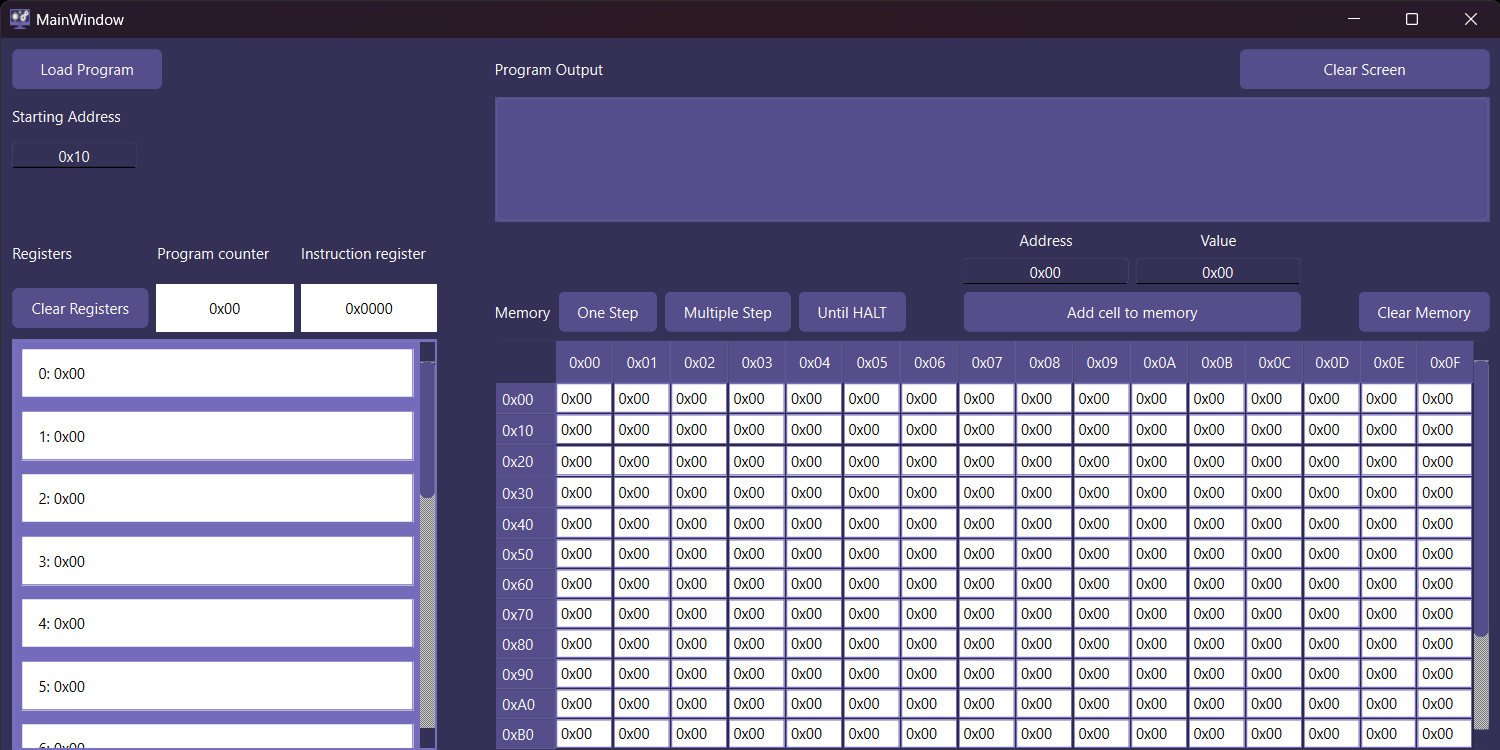 MainWindow
Load Program
Program Output
Clear Screen
Starting Address
0x10
Address
Value
Registers
Program counter
Instruction register
0x00
0x00
Clear Registers
0x00
0x0000
Memory
One Step
Multiple Step
Until HALT
Add cell to memory
Clear Memory
0: 0x00
1: 0x00
2: 0x00
3: 0x00
4: 0x00
5: 0x00
6: 0x00
0x00 0x01 0x02 0x03 0x04 0x05 0x06 0x07 0x08 0x09 0x0A 0x0B 0x0C 0x0D 0x0E 0x0F
0x00 0x00 0x00 0x00 0x00 0x00 0x00 0x00 0x00 0x00 0x00 0x00 0x00 0x00 0x00 0x00 0x00
0x10 0x00 0x00 0x00 0x00 0x00 0x00 0x00 0x00 0x00 0x00 0x00 0x00 0x00 0x00 0x00 0x00
0x20 0x00 0x00 0x00 0x00 0x00 0x00 0x00 0x00 0x00 0x00 0x00 0x00 0x00 0x00 0x00 0x00
0x30 0x00 0x00 0x00 0x00 0x00 0x00 0x00 0x00 0x00 0x00 0x00 0x00 0x00 0x00 0x00 0x00
0x40 0x00 0x00 0x00 0x00 0x00 0x00 0x00 0x00 0x00 0x00 0x00 0x00 0x00 0x00 0x00 0x00
0x50 0x00 0x00 0x00 0x00 0x00 0x00 0x00 0x00 0x00 0x00 0x00 0x00 0x00 0x00 0x00 0x00
0x60 0x00 0x00 0x00 0x00 0x00 0x00 0x00 0x00 0x00 0x00 0x00 0x00 0x00 0x00 0x00 0x00
0x70 0x00 0x00 0x00 0x00 0x00 0x00 0x00 0x00 0x00 0x00 0x00 0x00 0x00 0x00 0x00 0x00
0x80 0x00 0x00 0x00 0x00 0x00 0x00 0x00 0x00 0x00 0x00 0x00 0x00 0x00 0x00 0x00 0x00
0x90 0x00 0x00 0x00 0x00 0x00 0x00 0x00 0x00 0x00 0x00 0x00 0x00 0x00 0x00 0x00 0x00
0xA0 0x00 0x00 0x00 0x00 0x00 0x00 0x00 0x00 0x00 0x00 0x00 0x00 0x00 0x00 0x00 0x00
0xB0 0x00 0x00 0x00 0x00 0x00 0x00 0x00 0x00 0x00 0x00 0x00 0x00 0x00 0x00 0x00 0x00